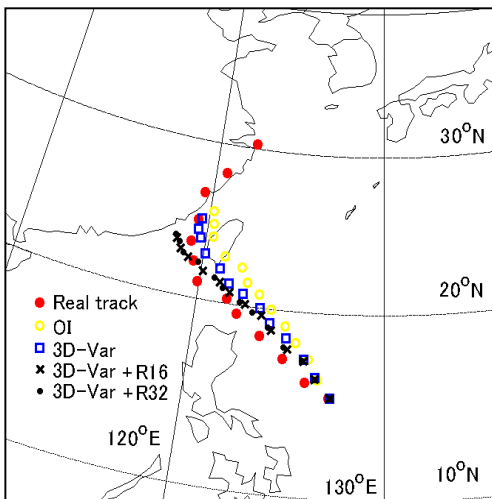 30°N
20°N
Real track
OI
3D-Var
3D-Var+R16
3D-Var+R32
120°E
130°E
10°N